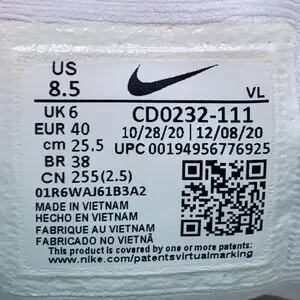 US
8.5
VL
UK 6
EUR 40
cm 25.5
BR 38
CN 255(2.5)
CD0232-111
10/28/20 | 12/08/20
UPC 00194956776925
01R6WAJ61B3A2
MADE IN VIETNAM
HECHO EN VIETNAM
FABRIQUE AU VIETNAM
FABRICADO NO VIETNÃ
This product is covered by one or more of
www.nike.com/patentsvirtualmarking